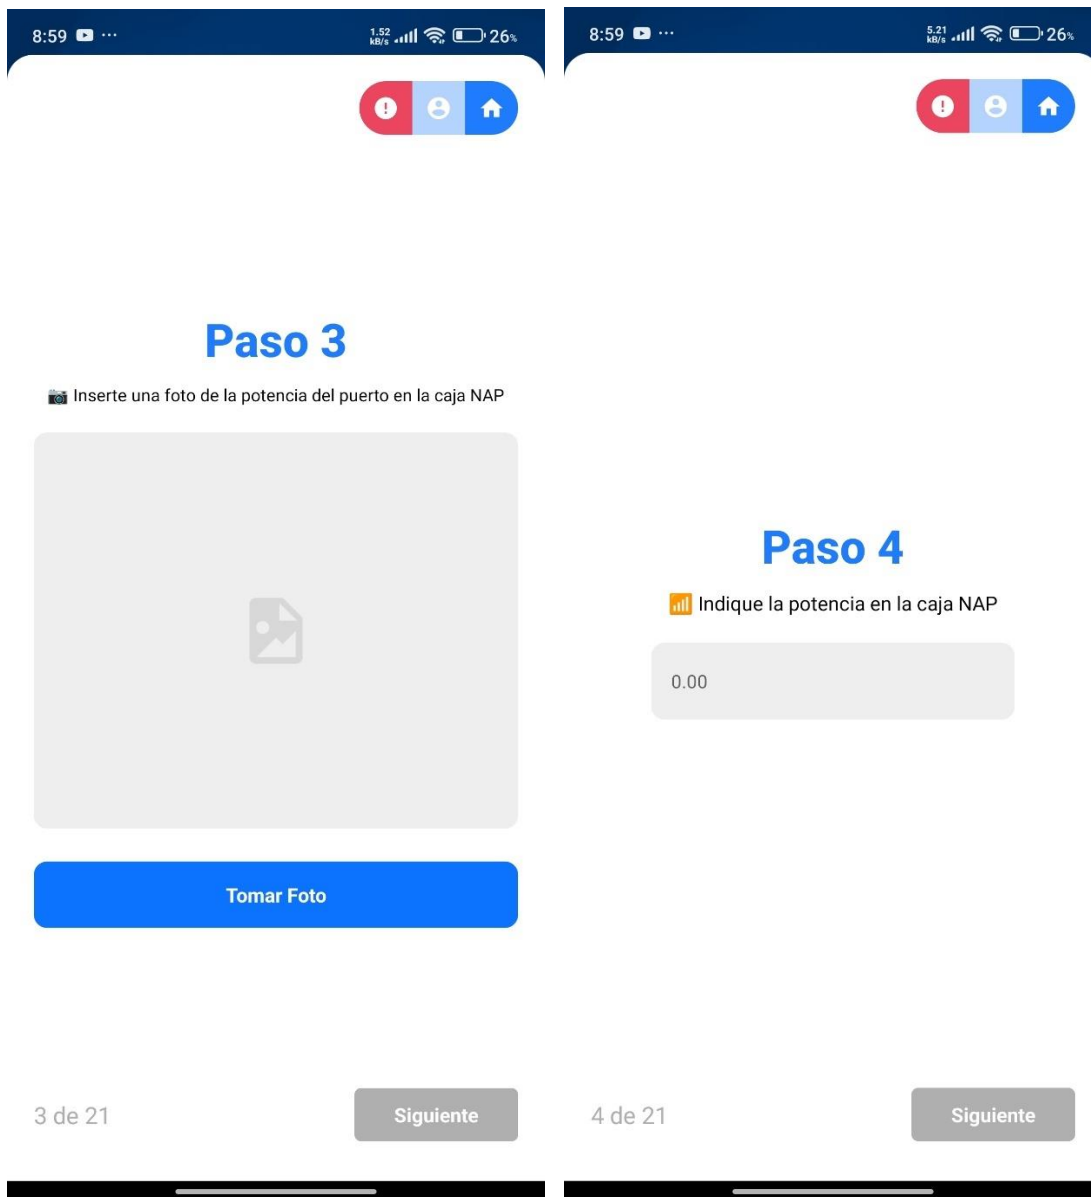 8:59
1.52
kB/s
26%
Paso 3
📷 Inserte una foto de la potencia del puerto en la caja NAP
Tomar Foto
3 de 21
Siguiente
8:59
5.21
kB/s
26%
Paso 4
📶 Indique la potencia en la caja NAP
0.00
4 de 21
Siguiente